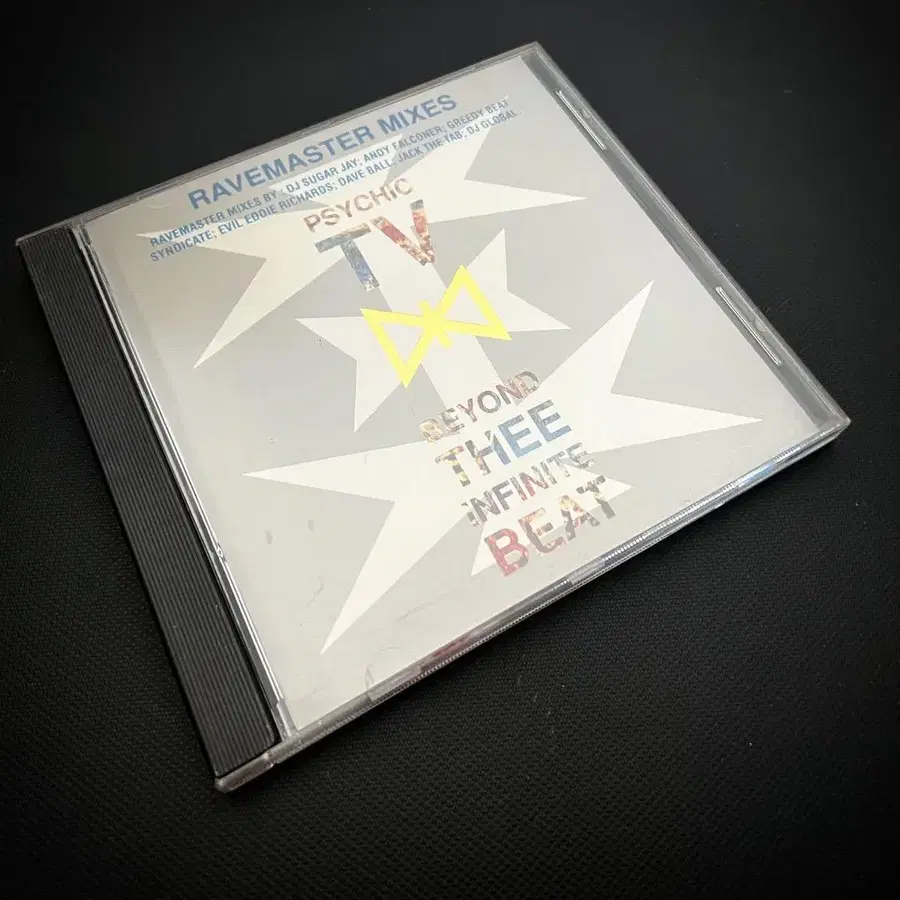 RAVEMASTER MIXES
RAVEMASTER MIXES BY: DJ SUGAR JAY; ANDY FALCONER; GREEDY BEAT
SYNDICATE; EVIL EDDIE RICHARDS; DAVE BALL; JACK THE TAB; DJ GLOBAL.
PSYCHIC
TV
BEYOND
THEE
INFINITE
BEAT